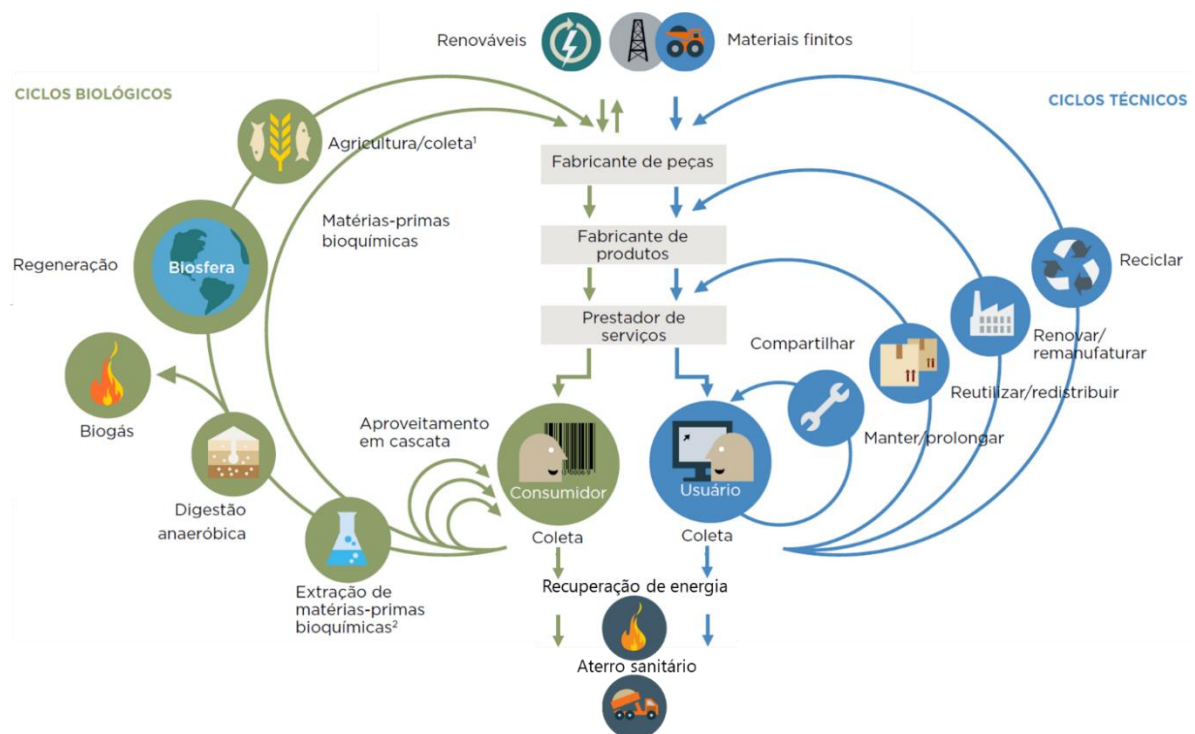 Renováveis
Materiais finitos
CICLOS BIOLÓGICOS
CICLOS TÉCNICOS
Agricultura/coleta¹
Fabricante de peças
Matérias-primas
bioquímicas
Fabricante de
produtos
Regeneração
Biosfera
Reciclar
Prestador de
serviços
Renovar/
remanufaturar
Compartilhar
Reutilizar/redistribuir
Biogás
Aproveitamento
em cascata
Manter/prolongar
Consumidor
Usuário
Digestão
anaeróbica
Coleta
Coleta
Extração de
matérias-primas
bioquímicas²
Recuperação de energia
Aterro sanitário